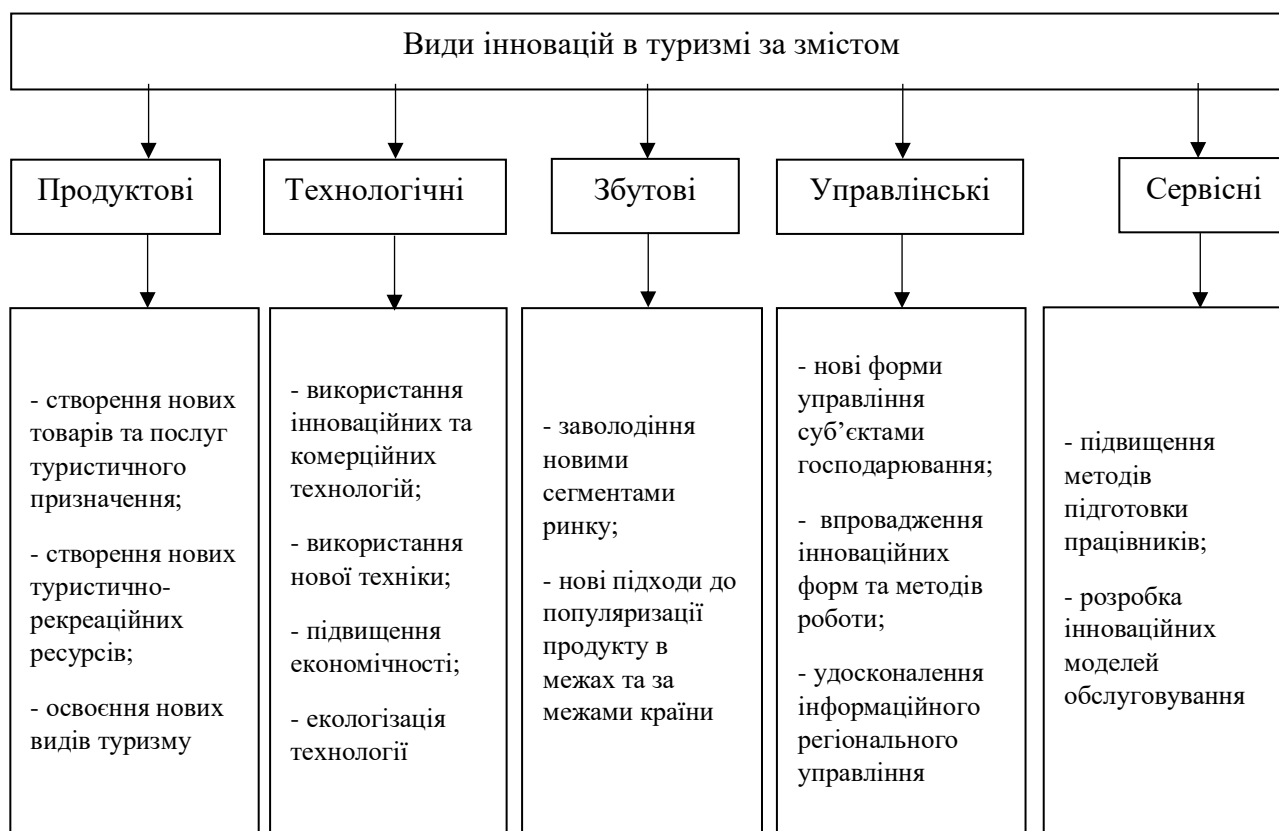 Види інновацій в туризмі за змістом
Продуктові
Технологічні
Збутові
Управлінські
Сервісні
- створення нових
товарів та послуг
туристичного
призначення;
- створення нових
туристично-
рекреаційних
ресурсів;
- освоєння нових
видів туризму
- використання
інноваційних та
комерційних
технологій;
- використання
нової техніки;
- підвищення
економічності;
- екологізація
технології
- заволодіння
новими
сегментами
ринку;
- нові підходи до
популяризації
продукту в
межах та за
межами країни
- нові форми
управління
суб’єктами
господарювання;
- впровадження
інноваційних
форм та методів
роботи;
- удосконалення
інформаційного
регіонального
управління
- підвищення
методів
підготовки
працівників;
- розробка
інноваційних
моделей
обслуговування